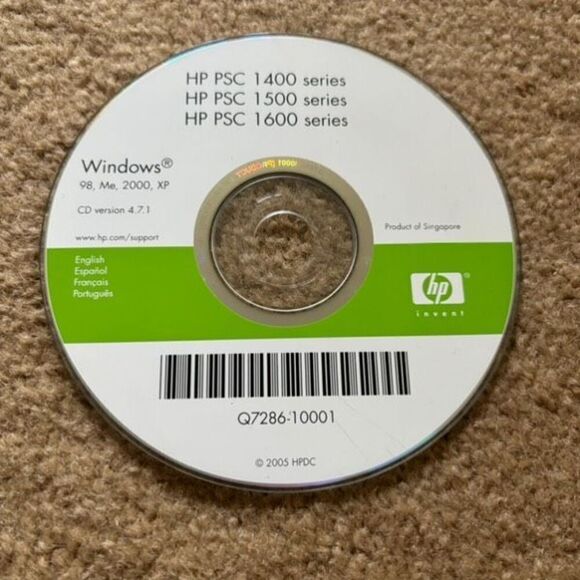 HP PSC 1400 series
HP PSC 1500 series
HP PSC 1600 series
Windows®
98, Me, 2000, XP
CD version 4.7.1
www.hp.com/support
Product of Singapore
English
Español
Français
Português
hp
invent
Q7286-10001
© 2005 HPDC